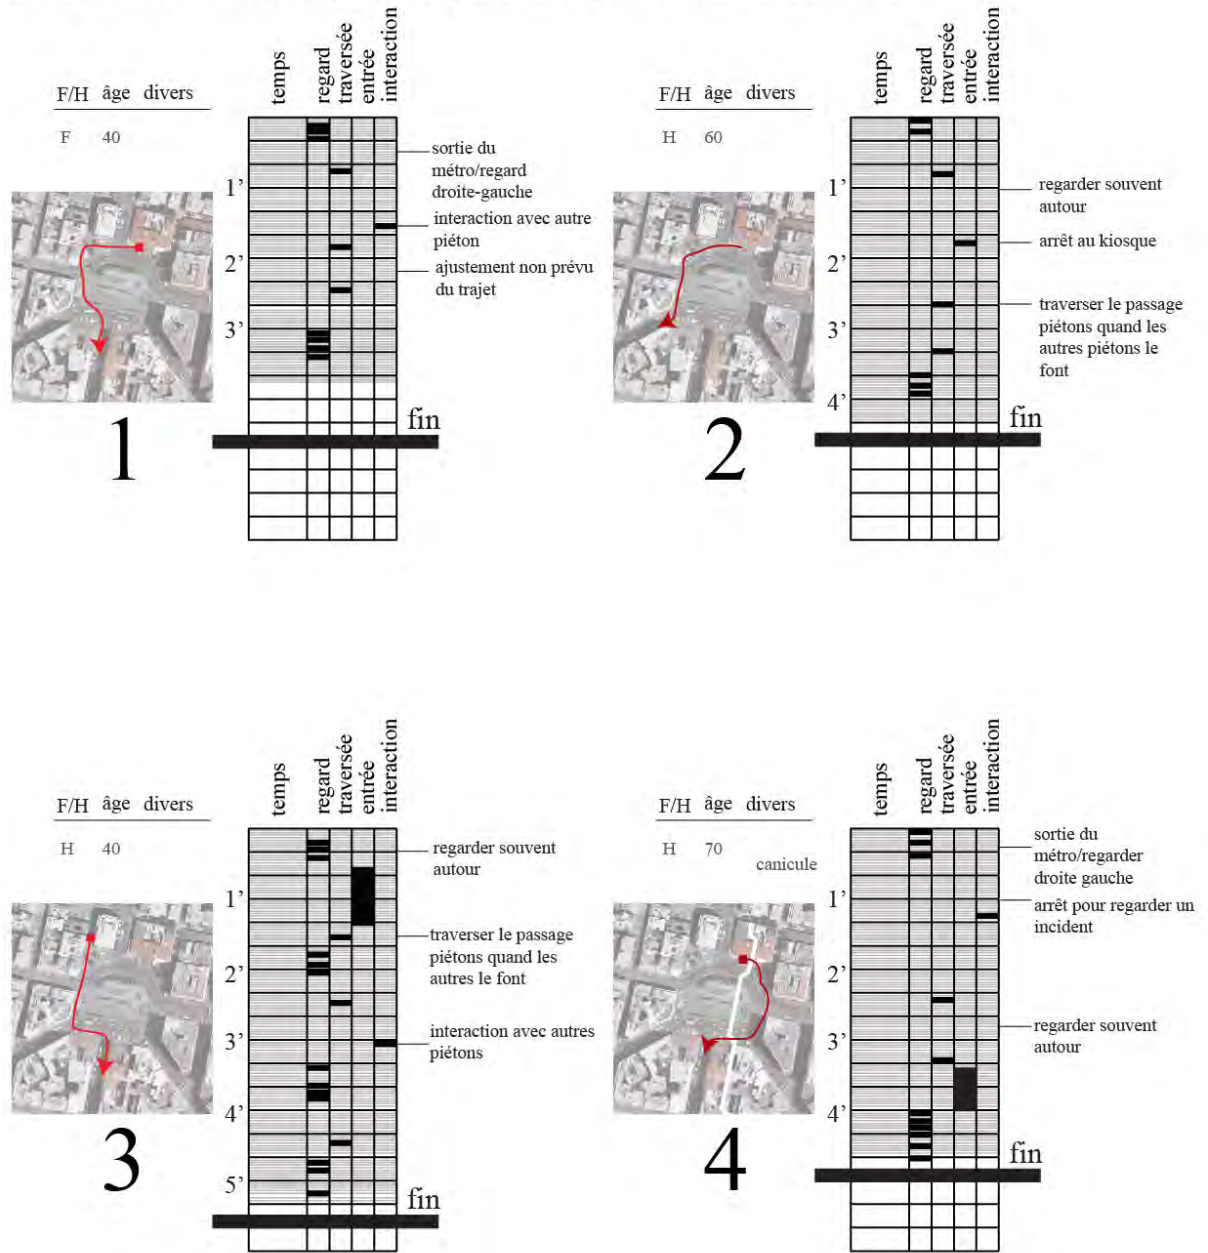 temps
regard
traversée
entrée
interaction
F/H âge divers
F 40
1’
2’
3’
sortie du
métro/regard
droite-gauche
interaction avec autre
piéton
ajustement non prévu
du trajet
fin
1
temps
regard
traversée
entrée
interaction
F/H âge divers
H 60
1’
2’
3’
4’
regarder souvent
autour
arrêt au kiosque
traverser le passage
piétons quand les
autres piétons le
font
fin
2
temps
regard
traversée
entrée
interaction
F/H âge divers
H 40
1’
2’
3’
4’
5’
regarder souvent
autour
traverser le passage
piétons quand les
autres le font
interaction avec autres
piétons
fin
3
temps
regard
traversée
entrée
interaction
F/H âge divers
H 70
canicule
1’
2’
3’
4’
sortie du
métro/regarder
droite gauche
arrêt pour regarder un
incident
regarder souvent
autour
fin
4